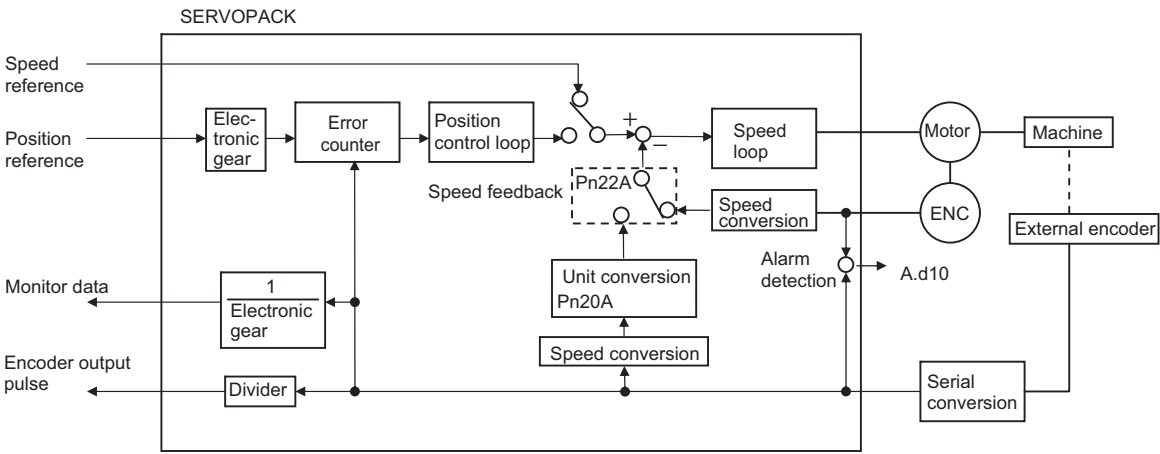 SERVOPACK
Speed
reference
Position
reference
Elec-
tronic
gear
Error
counter
Position
control loop
+
−
Speed
loop
Motor
Machine
Speed feedback
Pn22A
Speed
conversion
ENC
External encoder
Alarm
detection
A.d10
Unit conversion
Pn20A
Monitor data
1
Electronic
gear
Speed conversion
Encoder output
pulse
Divider
Serial
conversion